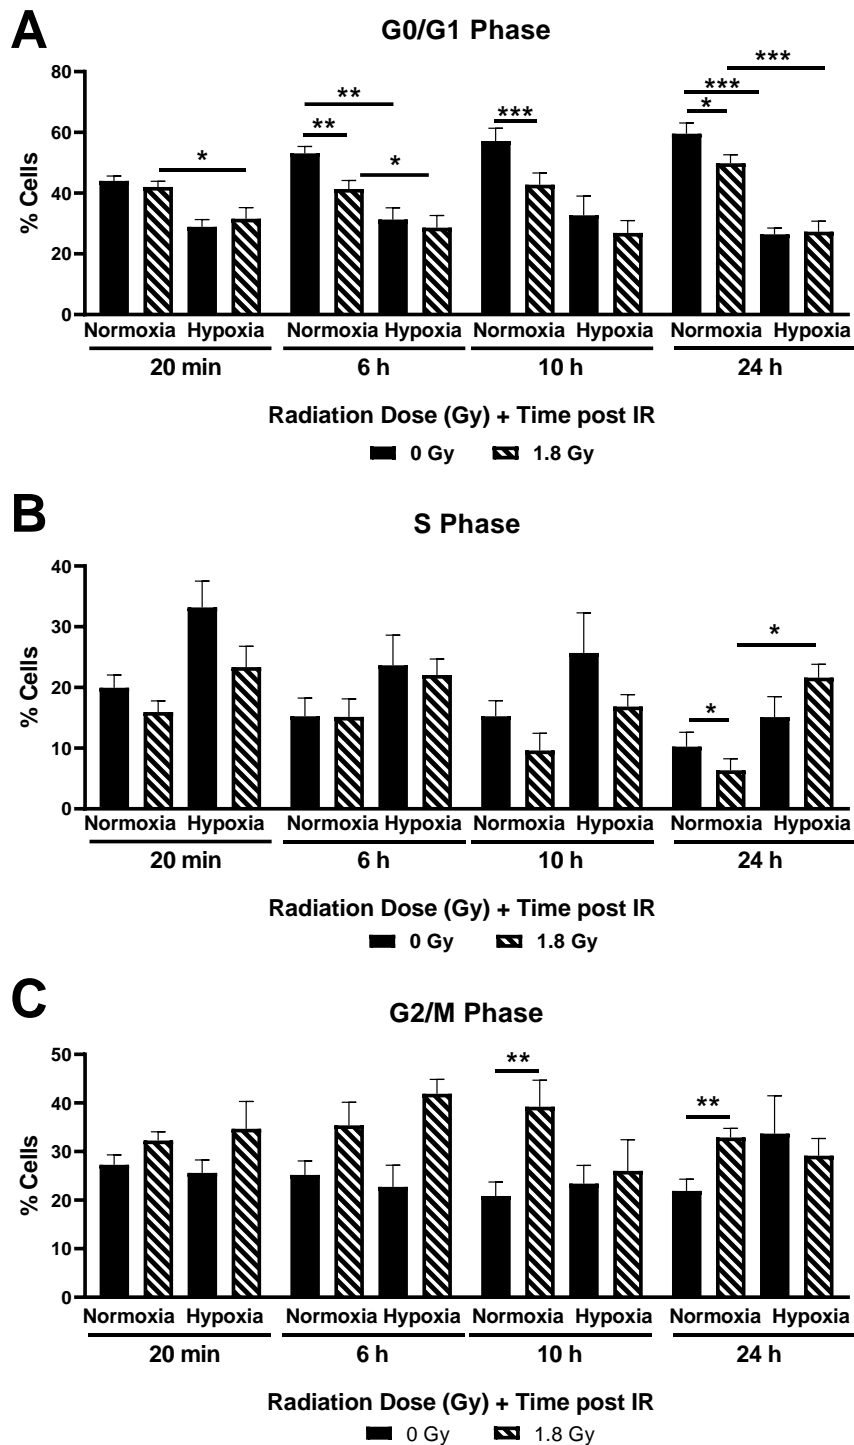 A
G0/G1 Phase
% Cells
80
60
40
20
0
* ** ** * *** *** * ***
Normoxia Hypoxia Normoxia Hypoxia Normoxia Hypoxia Normoxia Hypoxia
20 min 6 h 10 h 24 h
Radiation Dose (Gy) + Time post IR
0 Gy 1.8 Gy
B
S Phase
% Cells
40
30
20
10
0
* *
Normoxia Hypoxia Normoxia Hypoxia Normoxia Hypoxia Normoxia Hypoxia
20 min 6 h 10 h 24 h
Radiation Dose (Gy) + Time post IR
0 Gy 1.8 Gy
C
G2/M Phase
% Cells
50
40
30
20
10
0
** **
Normoxia Hypoxia Normoxia Hypoxia Normoxia Hypoxia Normoxia Hypoxia
20 min 6 h 10 h 24 h
Radiation Dose (Gy) + Time post IR
0 Gy 1.8 Gy